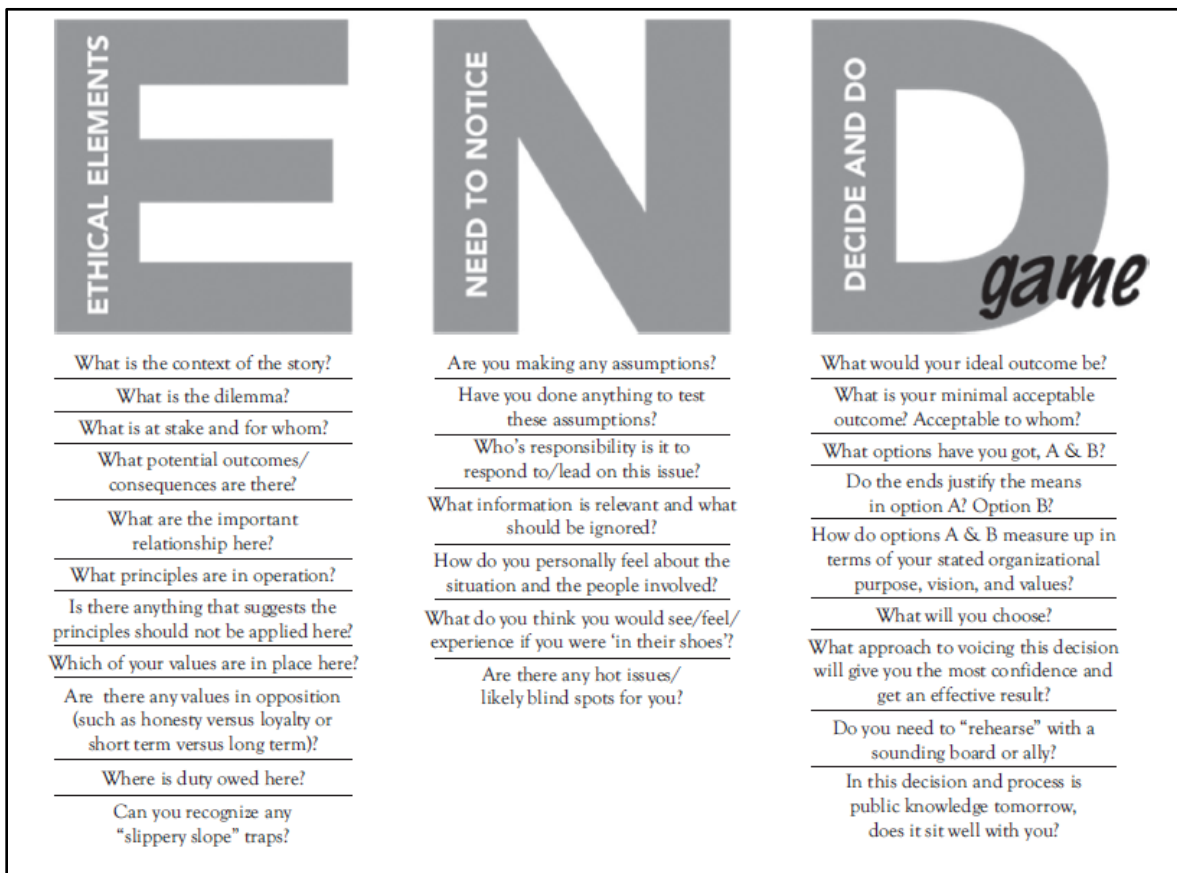 E
ETHICAL ELEMENTS
What is the context of the story?
What is the dilemma?
What is at stake and for whom?
What potential outcomes/
consequences are there?
What are the important
relationship here?
What principles are in operation?
Is there anything that suggests the
principles should not be applied here?
Which of your values are in place here?
Are there any values in opposition
(such as honesty versus loyalty or
short term versus long term)?
Where is duty owed here?
Can you recognize any
“slippery slope” traps?
N
NEED TO NOTICE
Are you making any assumptions?
Have you done anything to test
these assumptions?
Who’s responsibility is it to
respond to/lead on this issue?
What information is relevant and what
should be ignored?
How do you personally feel about the
situation and the people involved?
What do you think you would see/feel/
experience if you were ‘in their shoes’?
Are there any hot issues/
likely blind spots for you?
D
DECIDE AND DO
game
What would your ideal outcome be?
What is your minimal acceptable
outcome? Acceptable to whom?
What options have you got, A & B?
Do the ends justify the means
in option A? Option B?
How do options A & B measure up in
terms of your stated organizational
purpose, vision, and values?
What will you choose?
What approach to voicing this decision
will give you the most confidence and
get an effective result?
Do you need to “rehearse” with a
sounding board or ally?
In this decision and process is
public knowledge tomorrow,
does it sit well with you?